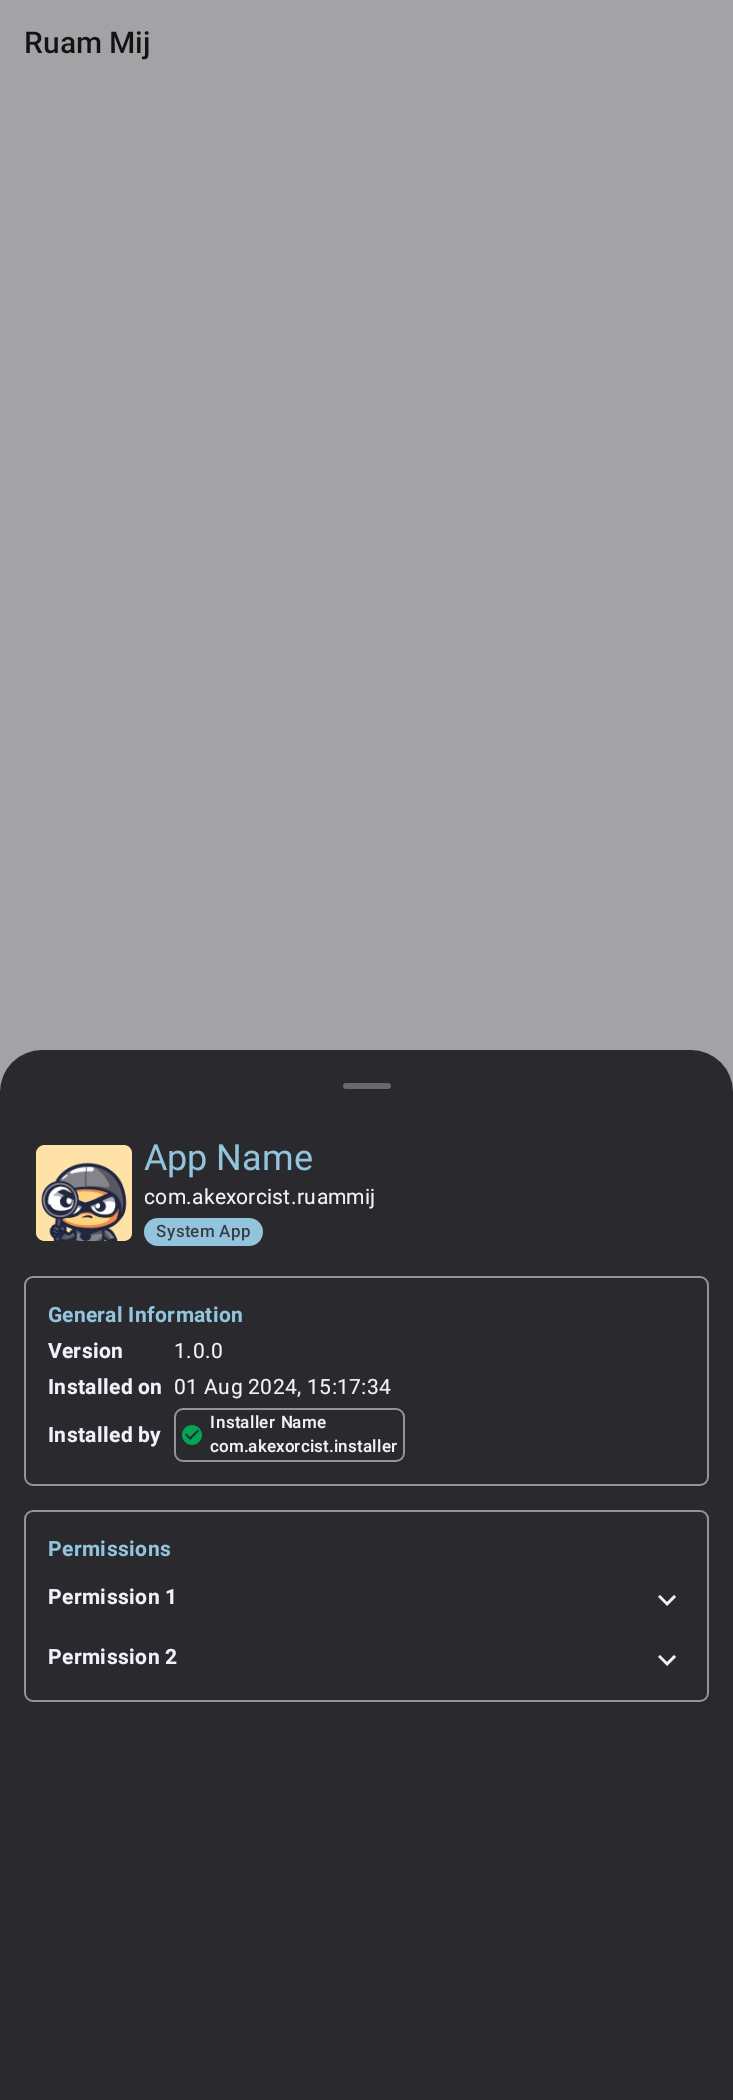 Ruam Mij
App Name
com.akexorcist.ruammij
System App
General Information
Version 1.0.0
Installed on 01 Aug 2024, 15:17:34
Installed by
Installer Name
com.akexorcist.installer
Permissions
Permission 1
Permission 2